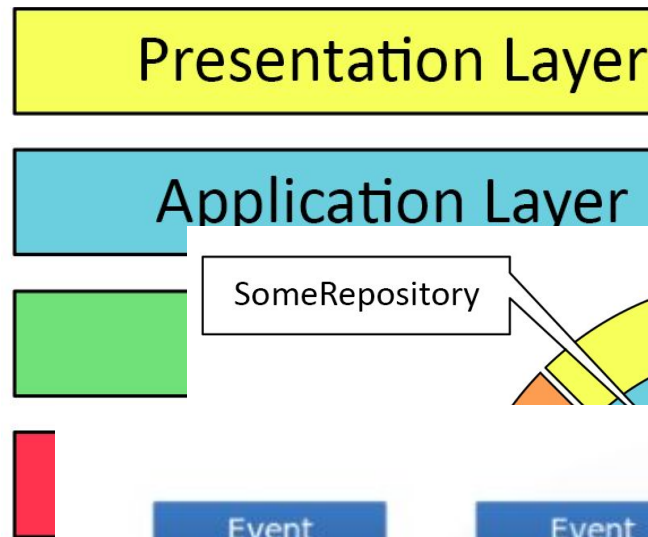 Presentation Layer
Application Layer
SomeRepository
Event
Event